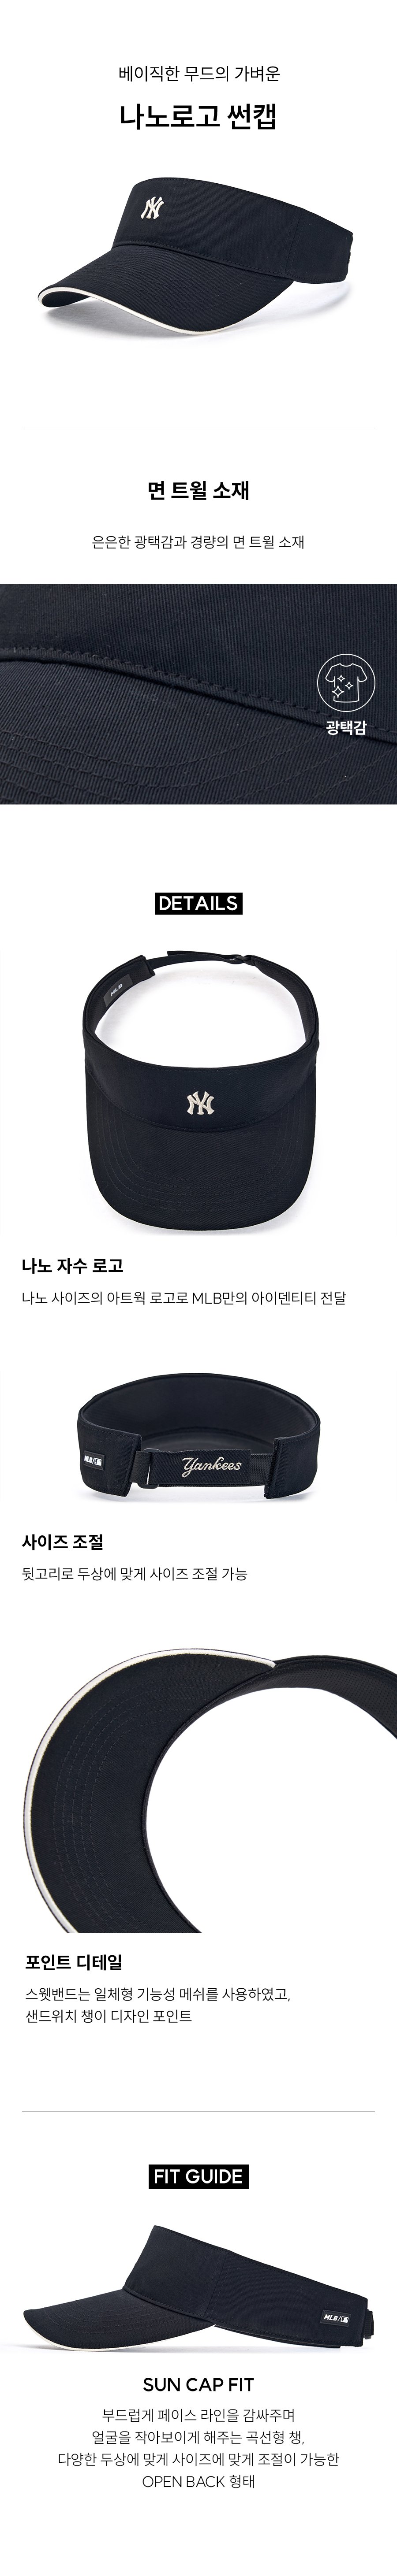 베이직한 무드의 가벼운
나노로고 썬캡
NY
면 트윌 소재
은은한 광택감과 경량의 면 트윌 소재
광택감
DETAILS
MLB
NY
나노 자수 로고
나노 사이즈의 아트웍 로고로 MLB만의 아이덴티티 전달
MLB
Yankees
사이즈 조절
뒷고리로 두상에 맞게 사이즈 조절 가능
포인트 디테일
스웻밴드는 일체형 기능성 메쉬를 사용하였고,
샌드위치 챙이 디자인 포인트
FIT GUIDE
MLB
SUN CAP FIT
부드럽게 페이스 라인을 감싸주며
얼굴을 작아보이게 해주는 곡선형 챙,
다양한 두상에 맞게 사이즈에 맞게 조절이 가능한
OPEN BACK 형태